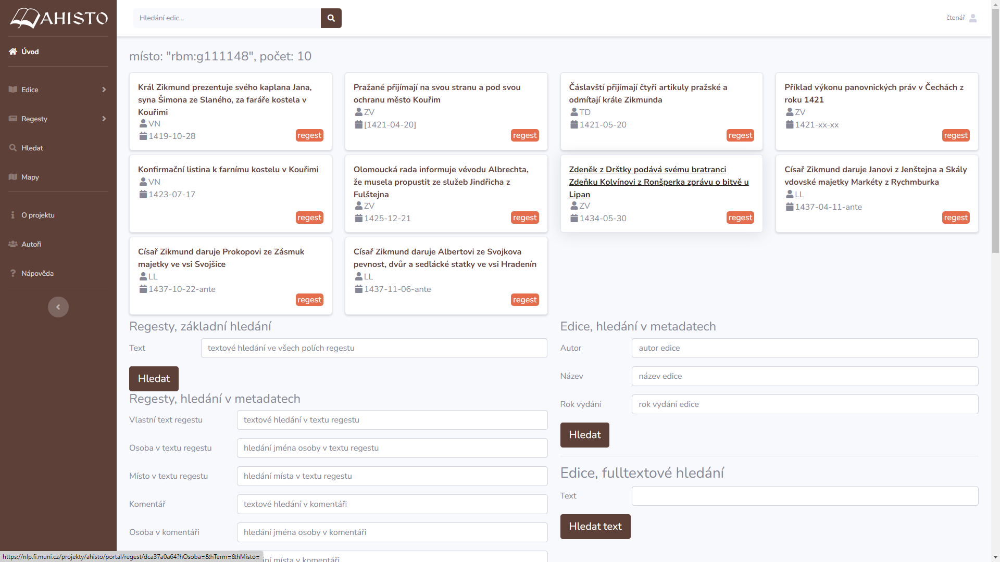 AHISTO
Úvod
Edice
Regesty
Hledat
Mapy
O projektu
Autoři
Nápověda
Hledání edic...
čtenář
místo: "rbm:g111148", počet: 10
Král Zikmund prezentuje svého kaplana Jana,
syna Šimona ze Slaného, za faráře kostela v
Kouřimi
VN
1419-10-28
regest
Pražané přijímají na svou stranu a pod svou
ochranu město Kouřim
ZV
[1421-04-20]
regest
Čáslavští přijímají čtyři artikuly pražské a
odmítají krále Zikmunda
TD
1421-05-20
regest
Příklad výkonu panovnických práv v Čechách z
roku 1421
ZV
1421-xx-xx
regest
Konfirmační listina k farnímu kostelu v Kouřimi
VN
1423-07-17
regest
Olomoucká rada informuje vévodu Albrechta,
že musela propustit ze služeb Jindřicha z
Fulštejna
ZV
1425-12-21
regest
Zdeněk z Drštky podává svému bratranci
Zdeňku Kolvínovi z Ronšperka zprávu o bitvě u
Lipan
ZV
1434-05-30
regest
Císař Zikmund daruje Janovi z Jenštejna a Skály
vdovské majetky Markéty z Rychmburka
LL
1437-04-11-ante
regest
Císař Zikmund daruje Prokopovi ze Zásmuk
majetky ve vsi Svojšice
LL
1437-10-22-ante
regest
Císař Zikmund daruje Albertovi ze Svojkova
pevnost, dvůr a sedlácké statky ve vsi Hradenín
LL
1437-11-06-ante
regest
Regesty, základní hledání
Text
textové hledání ve všech polích regestu
Hledat
Regesty, hledání v metadatech
Vlastní text regestu
textové hledání v textu regestu
Osoba v textu regestu
hledání jména osoby v textu regestu
Místo v textu regestu
hledání místa v textu regestu
Komentář
textové hledání v komentáři
Osoba v komentáři
hledání jména osoby v komentáři
místa v komentáři
Edice, hledání v metadatech
Autor
autor edice
Název
název edice
Rok vydání
rok vydání edice
Hledat
Edice, fulltextové hledání
Text
Hledat text
https://nlp.fi.muni.cz/projekty/ahisto/portal/regest/dca37a0a64?hOsoba=&hTerm=&hMisto=